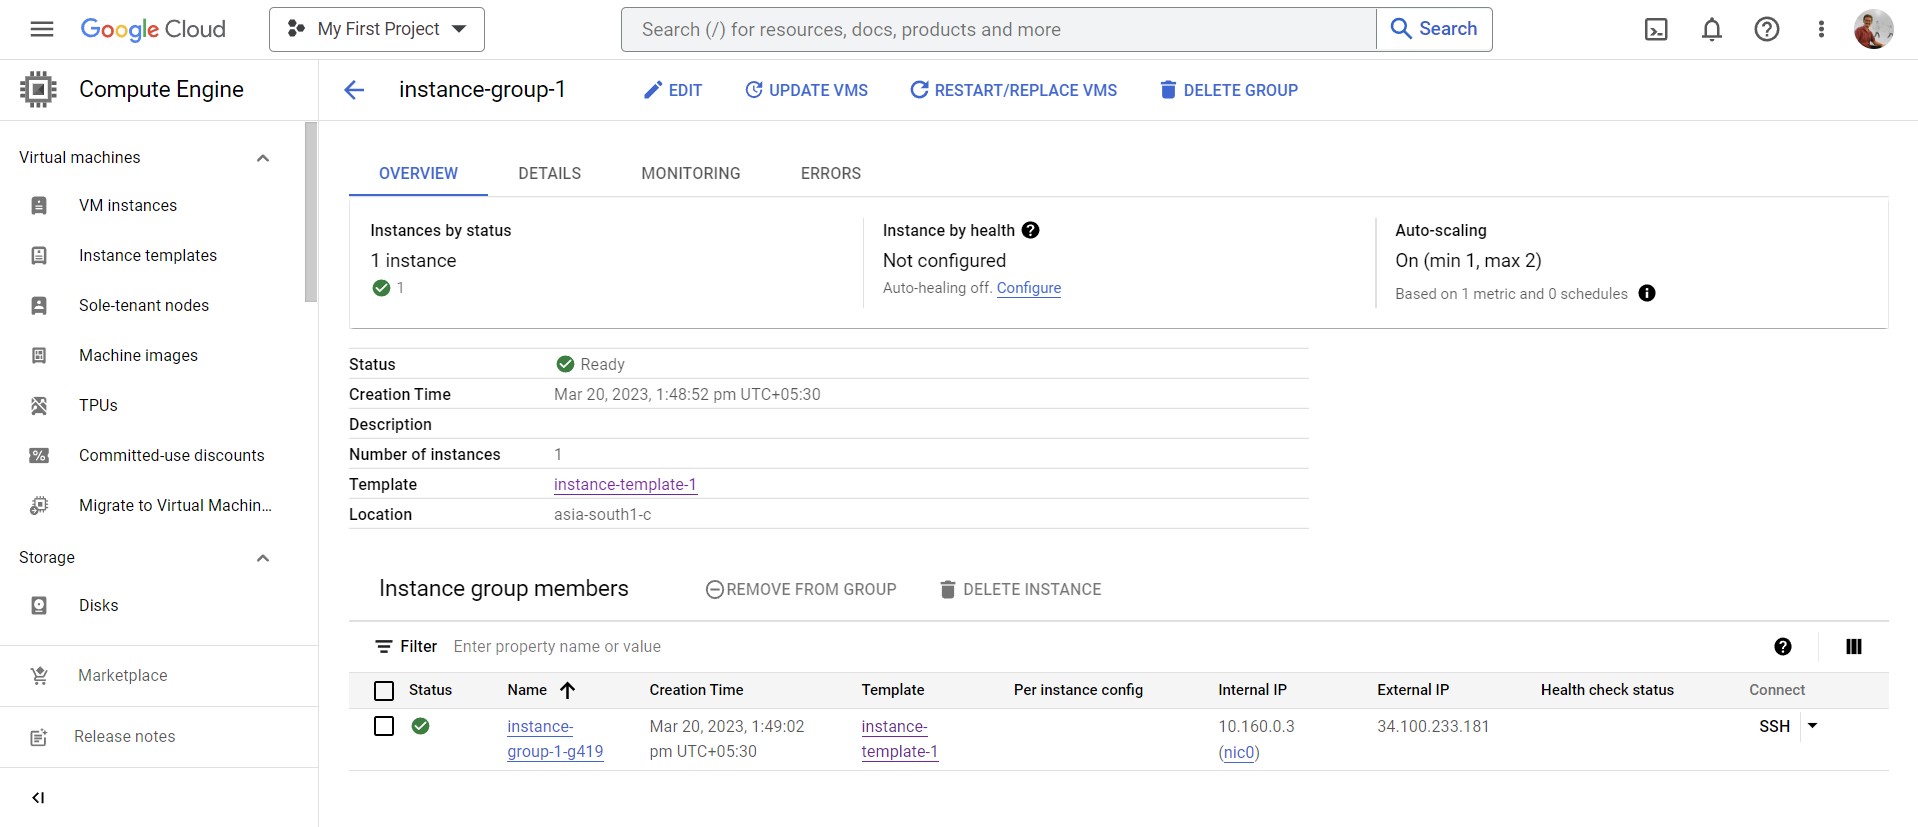 Google Cloud
My First Project
Search (/) for resources, docs, products and more
Search
Compute Engine
instance-group-1
EDIT
UPDATE VMS
RESTART/REPLACE VMS
DELETE GROUP
Virtual machines
VM instances
Instance templates
Sole-tenant nodes
Machine images
TPUs
Committed-use discounts
Migrate to Virtual Machin...
Storage
Disks
Marketplace
Release notes
OVERVIEW
DETAILS
MONITORING
ERRORS
Instances by status
1 instance
1
Instance by health
Not configured
Auto-healing off. Configure
Auto-scaling
On (min 1, max 2)
Based on 1 metric and 0 schedules
Status Ready
Creation Time Mar 20, 2023, 1:48:52 pm UTC+05:30
Description
Number of instances 1
Template instance-template-1
Location asia-south1-c
Instance group members
REMOVE FROM GROUP
DELETE INSTANCE
Filter Enter property name or value
Status Name Creation Time Template Per instance config Internal IP External IP Health check status Connect
instance- Mar 20, 2023, 1:49:02 instance- 10.160.0.3 34.100.233.181 SSH
group-1-g419 pm UTC+05:30 template-1 (nic0)